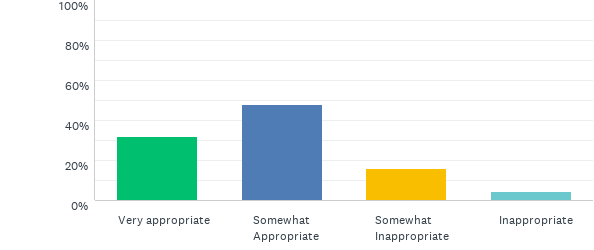 100%
80%
60%
40%
20%
0%
Very appropriate
Somewhat
Appropriate
Somewhat
Inappropriate
Inappropriate